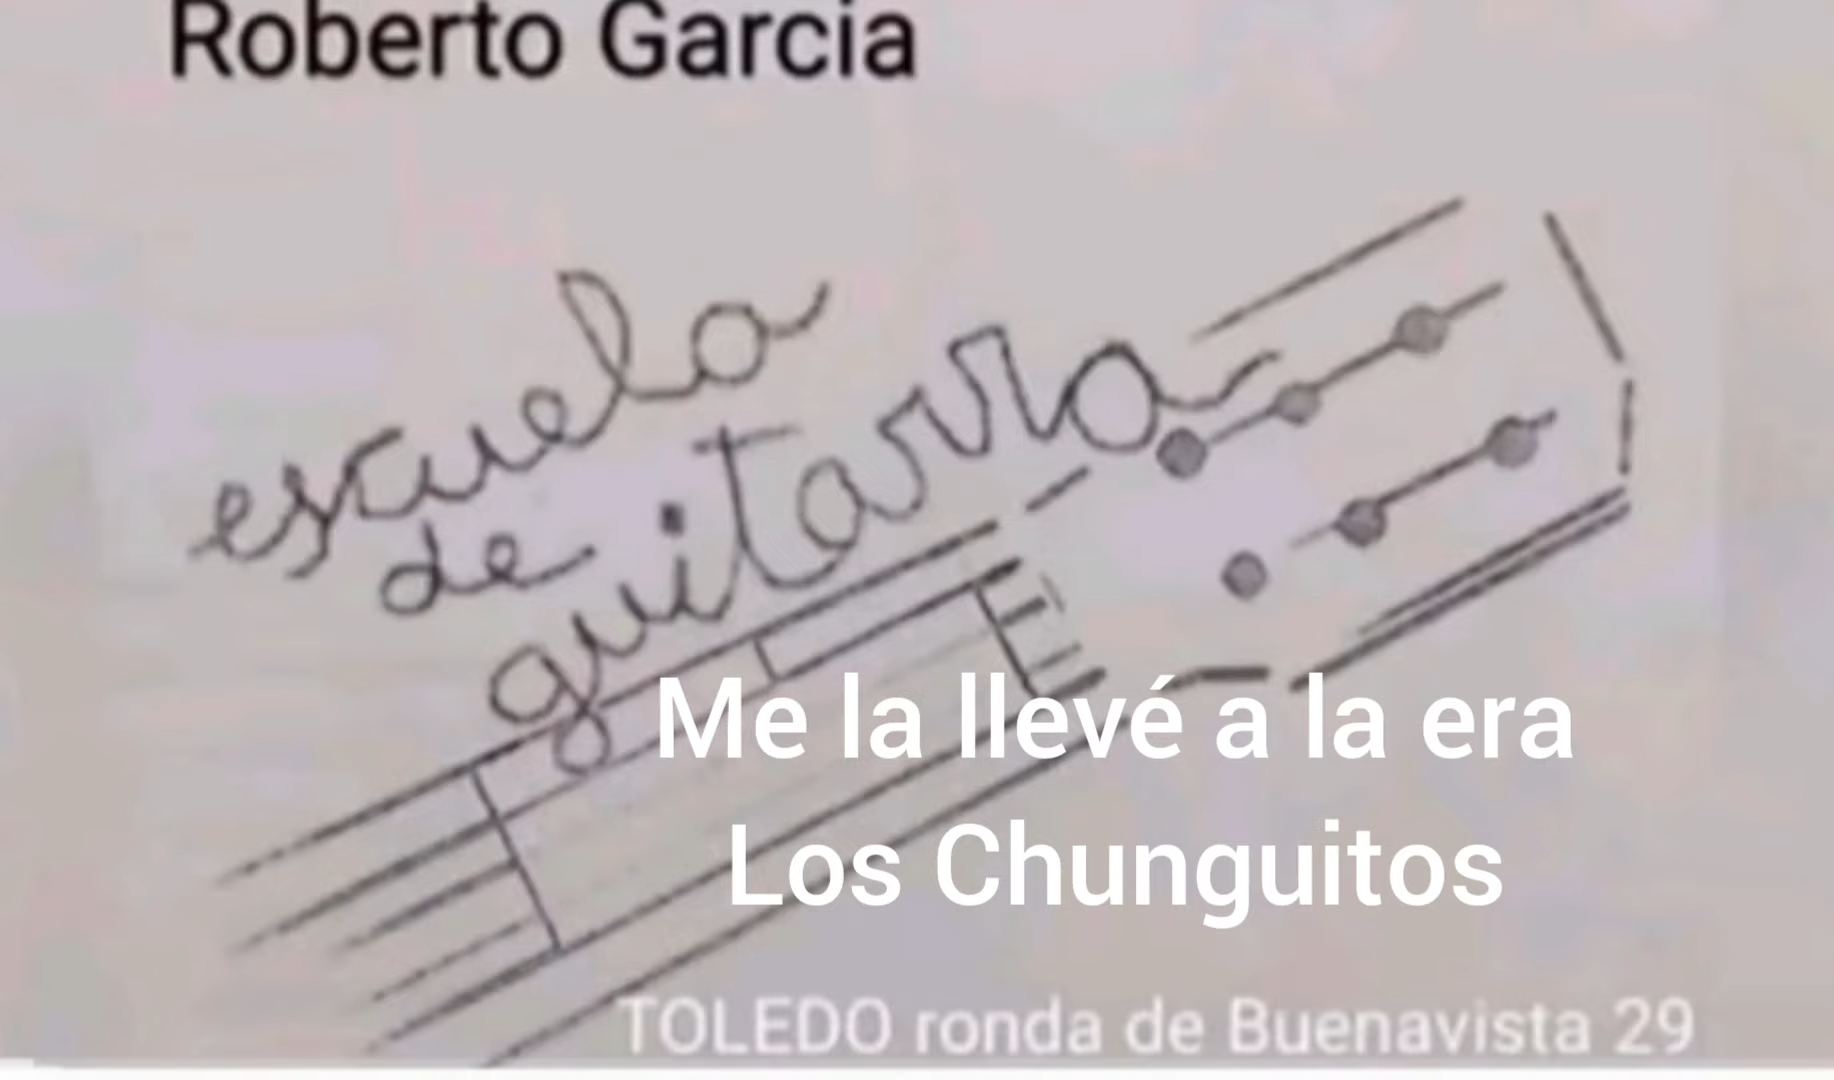 Roberto Garcia
escuela
de
guitarra
Me la llevé a la era
Los Chunguitos
TOLEDO ronda de Buenavista 29